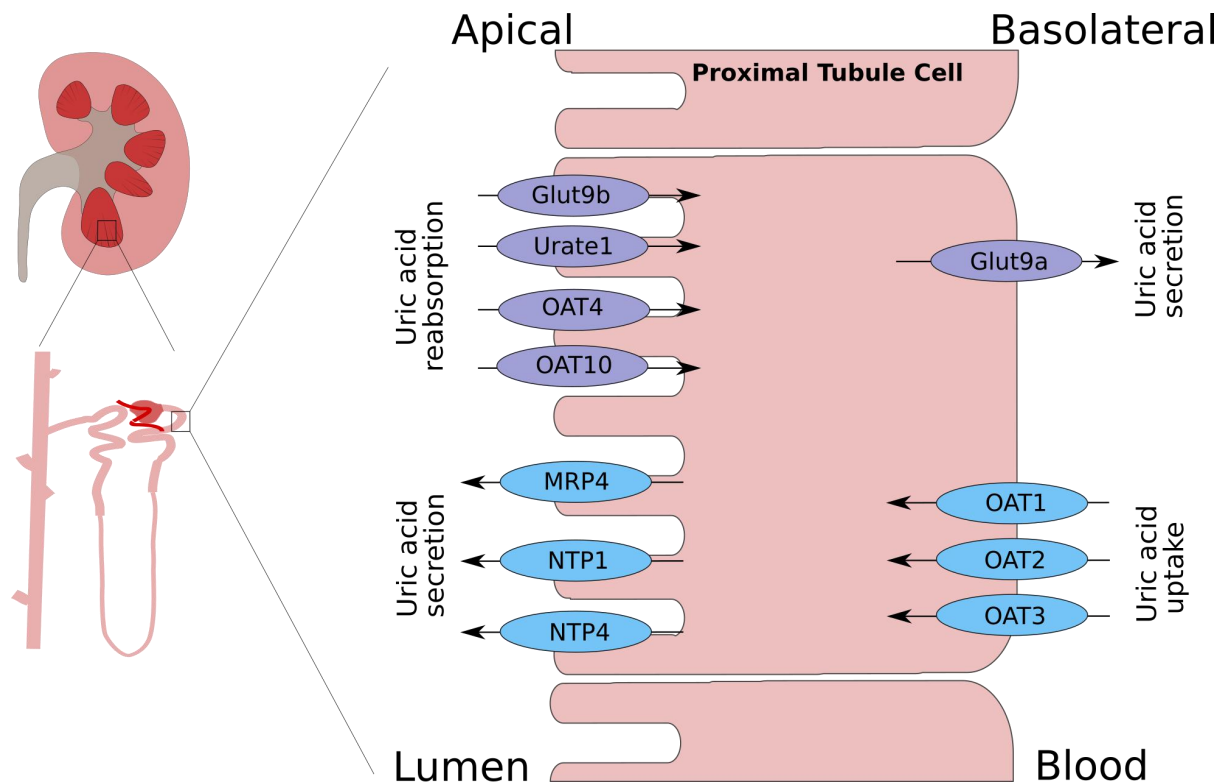 Apical
Basolateral
Proximal Tubule Cell
Uric acid
reabsorption
Glut9b
Urate1
OAT4
OAT10
Glut9a
Uric acid
secretion
Uric acid
secretion
MRP4
NTP1
NTP4
OAT1
OAT2
OAT3
Uric acid
uptake
Lumen
Blood